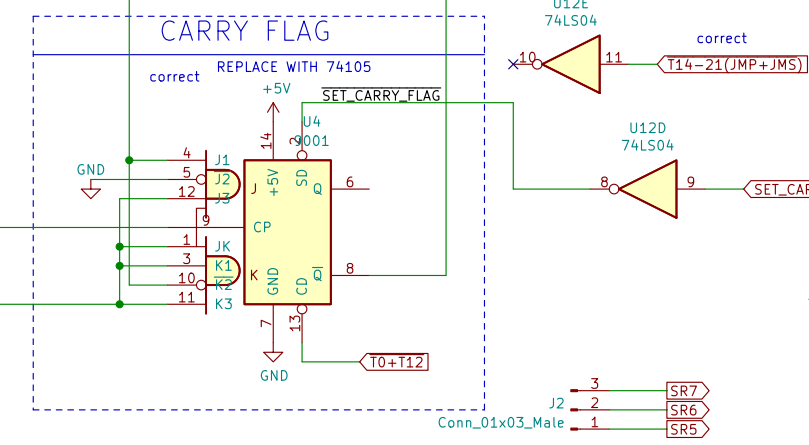 U12E
74LS04
CARRY FLAG
correct
10
11
T14-21(JMP+JMS)
REPLACE WITH 74105
correct
+5V
SET_CARRY_FLAG
U4
9001
14
2
U12D
74LS04
4
J1
GND
5
J2
12
J3
J
+5V
SD
Q
6
8
9
SET_CAR
9
CP
1
JK
3
K1
10
K2
11
K3
K
GND
CD
Q
8
7
13
GND
T0+T12
3
SR7
J2
2
SR6
Conn_01x03_Male
1
SR5